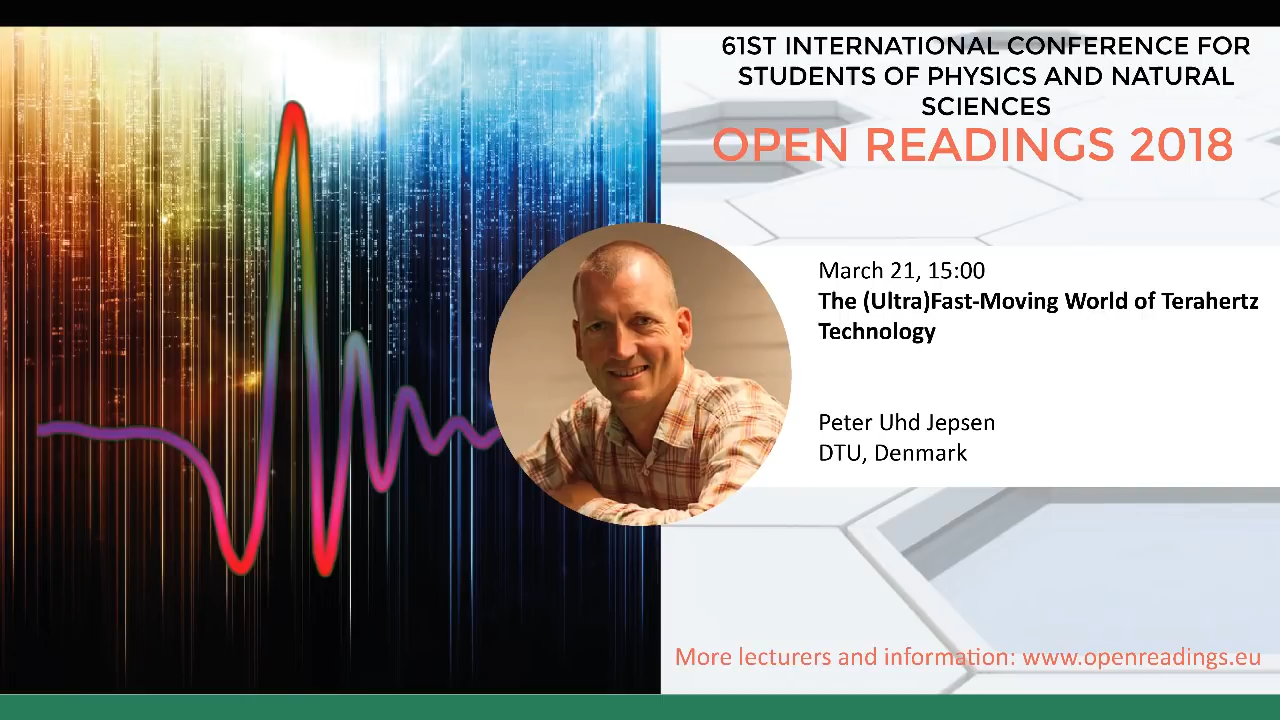 61ST INTERNATIONAL CONFERENCE FOR
STUDENTS OF PHYSICS AND NATURAL
SCIENCES
OPEN READINGS 2018
March 21, 15:00
The (Ultra)Fast-Moving World of Terahertz
Technology
Peter Uhd Jepsen
DTU, Denmark
More lecturers and information: www.openreadings.eu